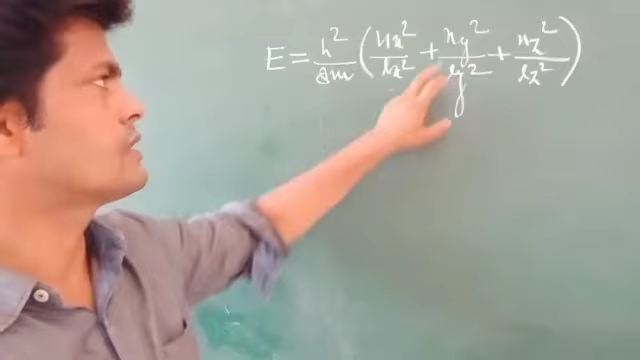 E = h²/8m (nx²/lx² + ny²/ly² + nz²/lz²)